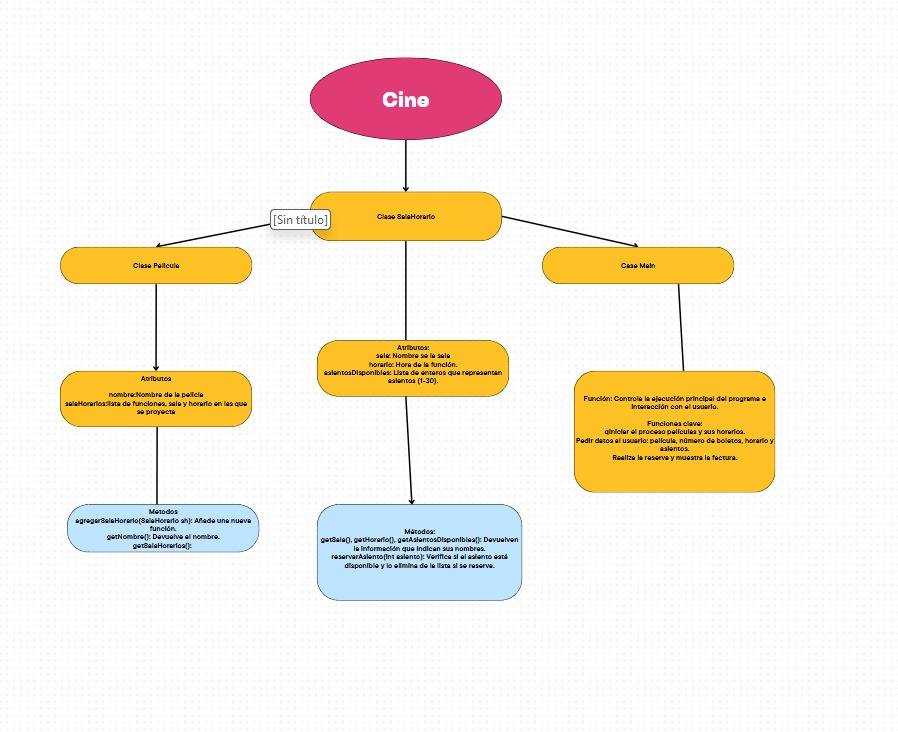 Cine
Clase SalaHorario
[Sin título]
Clase Pelicula
Case Main
Atributos:
sala: Nombre se la sala
horario: Hora de la función.
asientosDisponibles: Lista de enteros que representan
asientos (1-30).
Atributos
nombre:Nombre de la pelicia
salaHorarios:lista de funciones, sala y horario en las que
se proyecta
Función: Controla la ejecución principal del programa e
interacción con el usuario.
Funciones clave:
qIniciar el proceso películas y sus horarios.
Pedir datos al usuario: película, número de boletos, horario y
asientos.
Realiza la reserva y muestra la factura.
Metodos
agregarSalaHorario(SalaHorario sh): Añade una nueva
función.
getNombre(): Devuelve el nombre.
getSalaHorarios():
Métodos:
getSala(), getHorario(), getAsientosDisponibles(): Devuelven
la información que indican sus nombres.
reservarAsiento(int asiento): Verifica si el asiento está
disponible y lo elimina de la lista si se reserva.